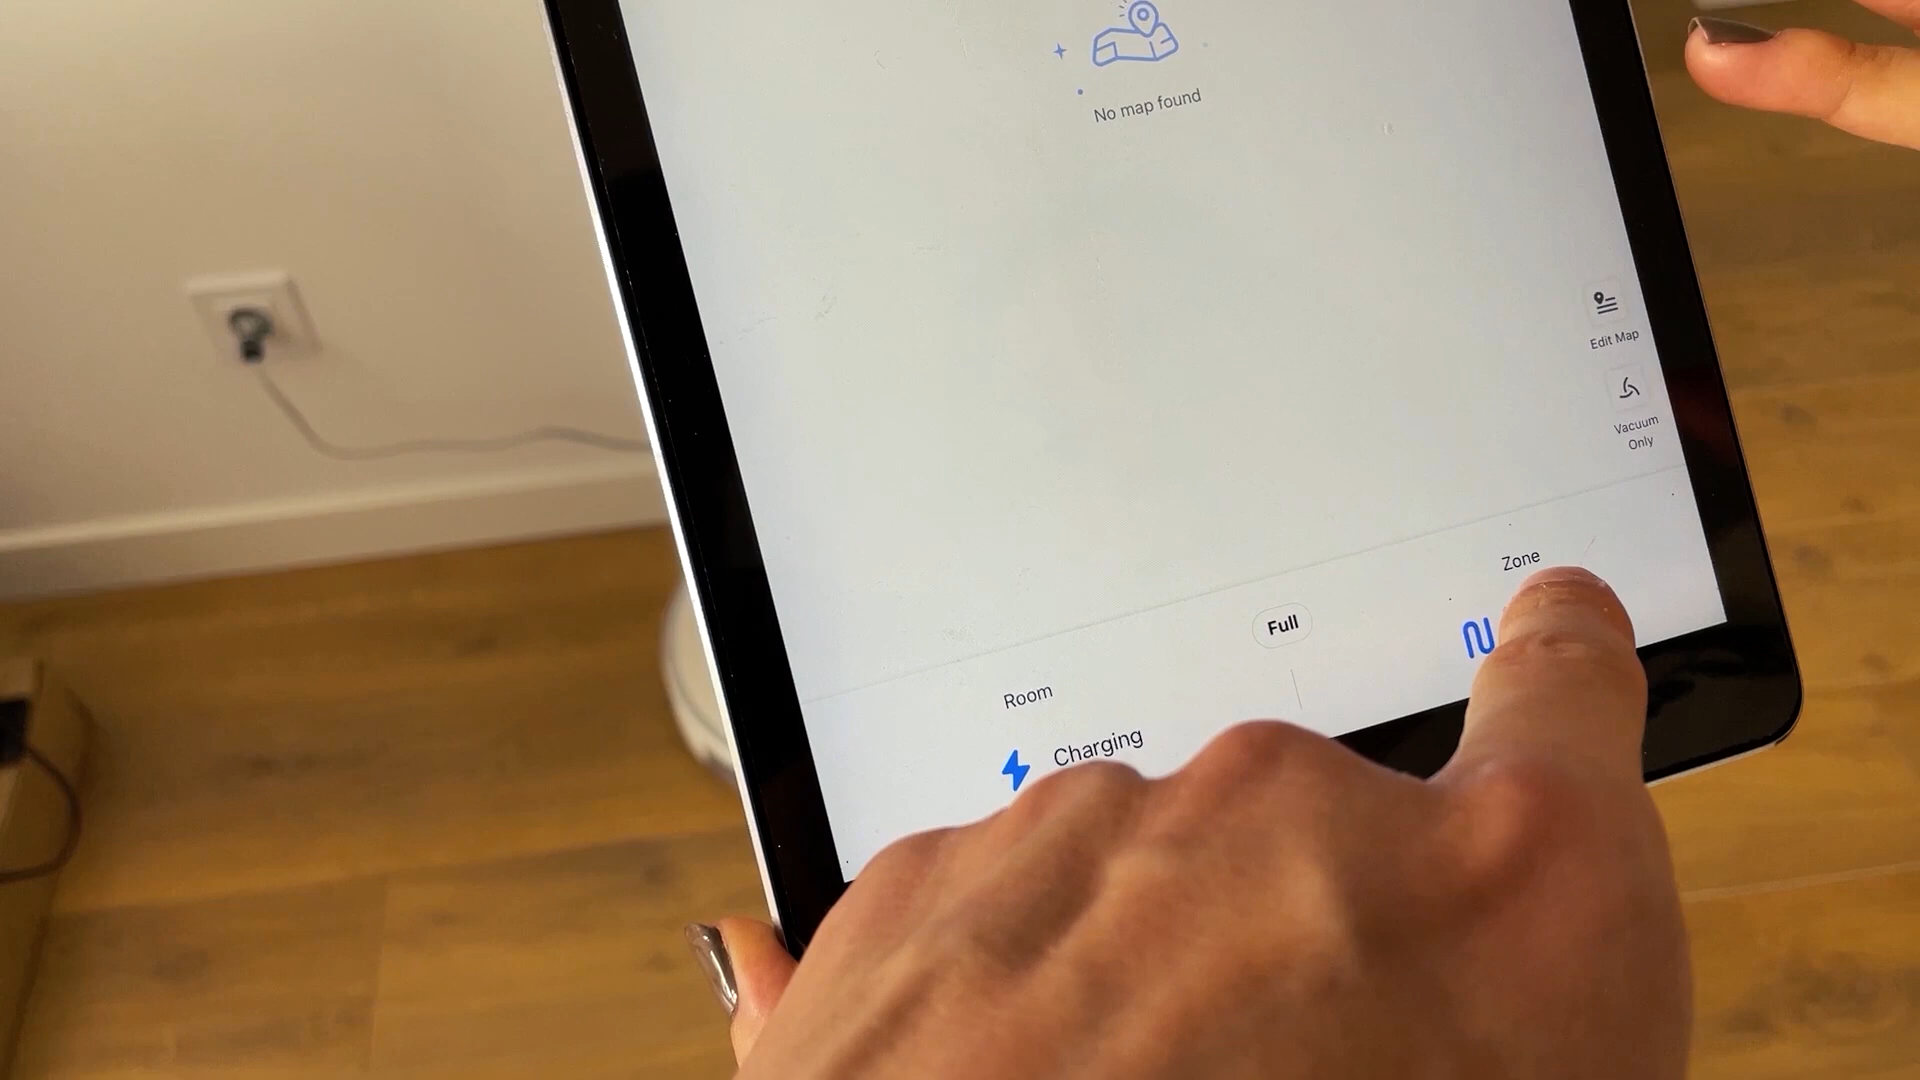 No map found
Edit Map
Vacuum
Only
Zone
Full
Room
Charging